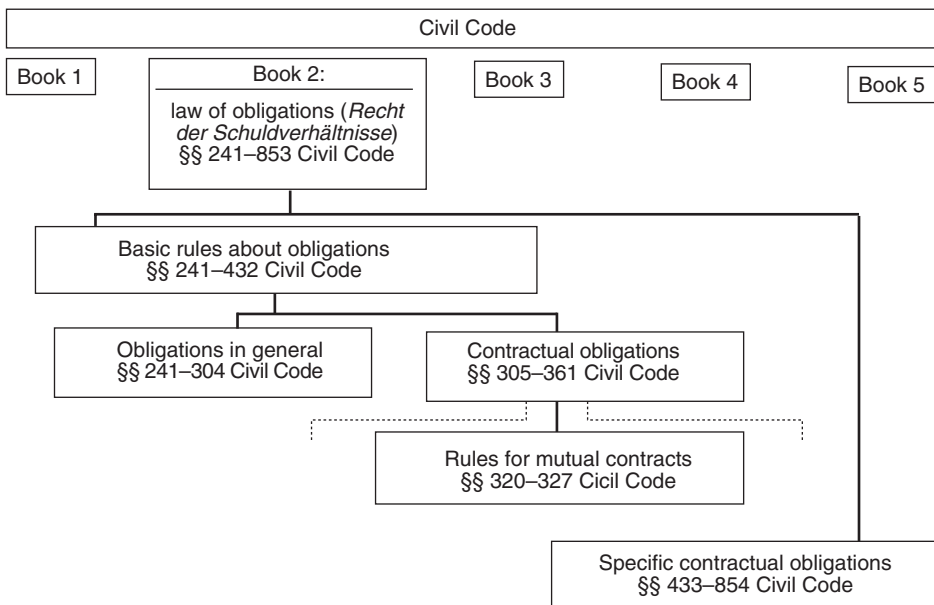 Civil Code
Book 1
Book 2:
law of obligations (Recht
der Schuldverhältnisse)
§§ 241–853 Civil Code
Book 3
Book 4
Book 5
Basic rules about obligations
§§ 241–432 Civil Code
Obligations in general
§§ 241–304 Civil Code
Contractual obligations
§§ 305–361 Civil Code
Rules for mutual contracts
§§ 320–327 Cicil Code
Specific contractual obligations
§§ 433–854 Civil Code